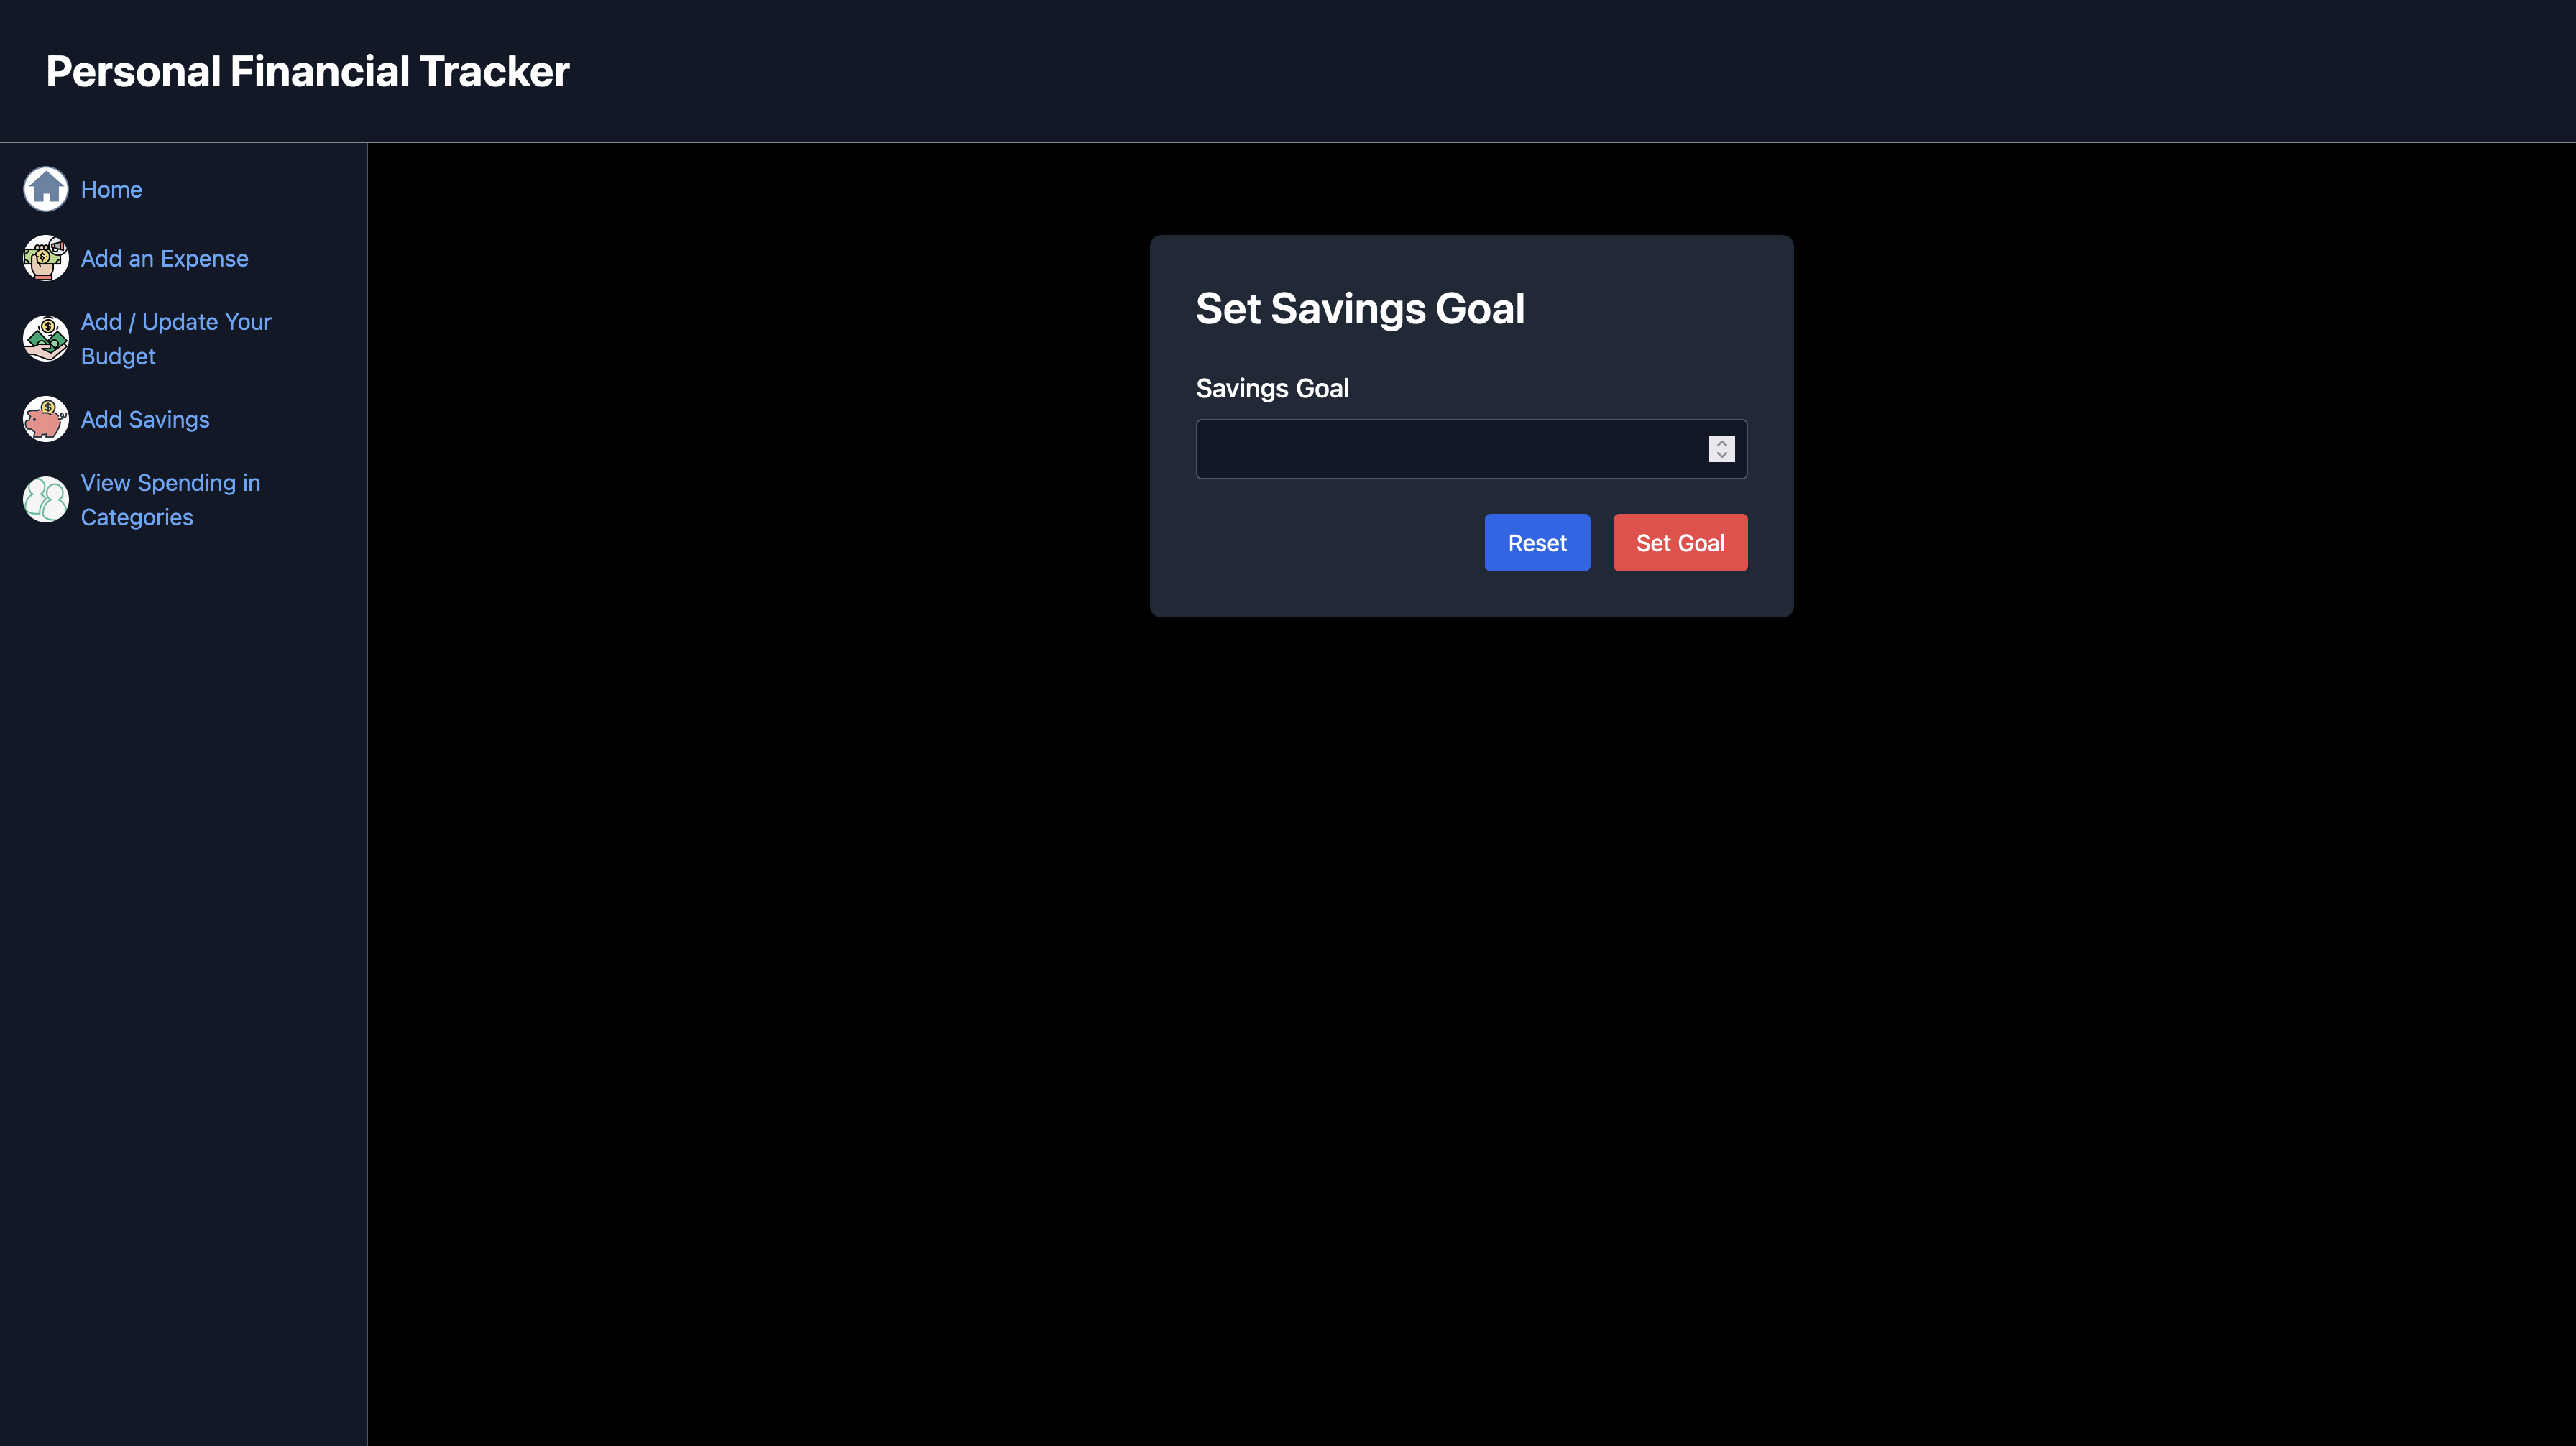 Personal Financial Tracker
Home
Add an Expense
Add / Update Your
Budget
Add Savings
View Spending in
Categories
Set Savings Goal
Savings Goal
Reset
Set Goal